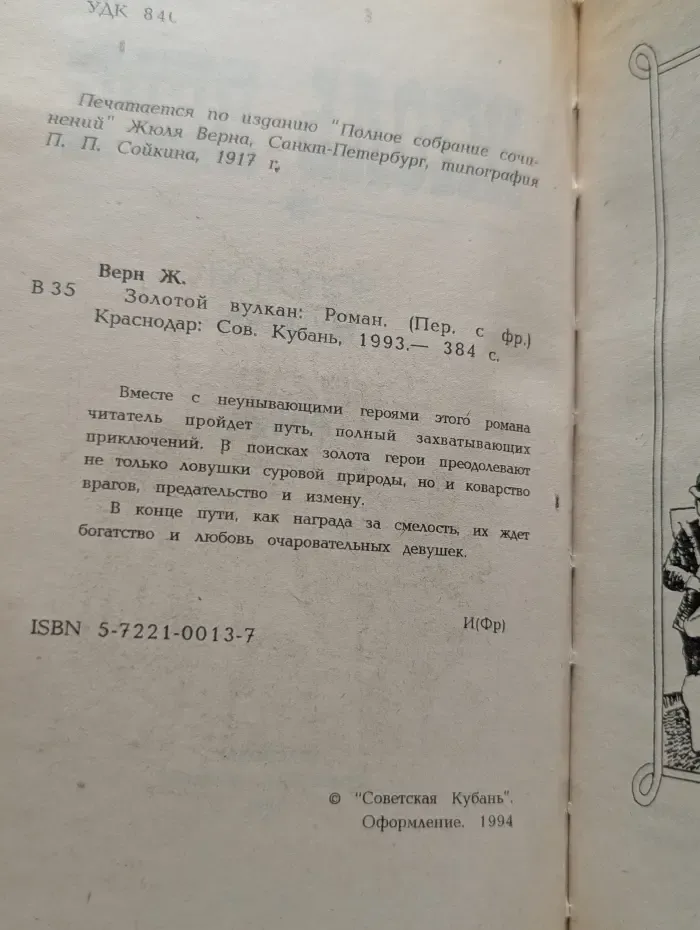 УДК 84(
Печатается по изданию "Полное собрание сочи-
нений" Жюля Верна, Санкт-Петербург, типография
П. П. Сойкина, 1917 г.
Верн Ж.
В 35 Золотой вулкан: Роман. (Пер. с фр.)
Краснодар: Сов. Кубань, 1993.— 384 с.
Вместе с неунывающими героями этого романа
читатель пройдет путь, полный захватывающих
приключений. В поисках золота герои преодолевают
не только ловушки суровой природы, но и коварство
врагов, предательство и измену.
В конце пути, как награда за смелость, их ждет
богатство и любовь очаровательных девушек.
ISBN 5-7221-0013-7 И(Фр)
© "Советская Кубань".
Оформление. 1994